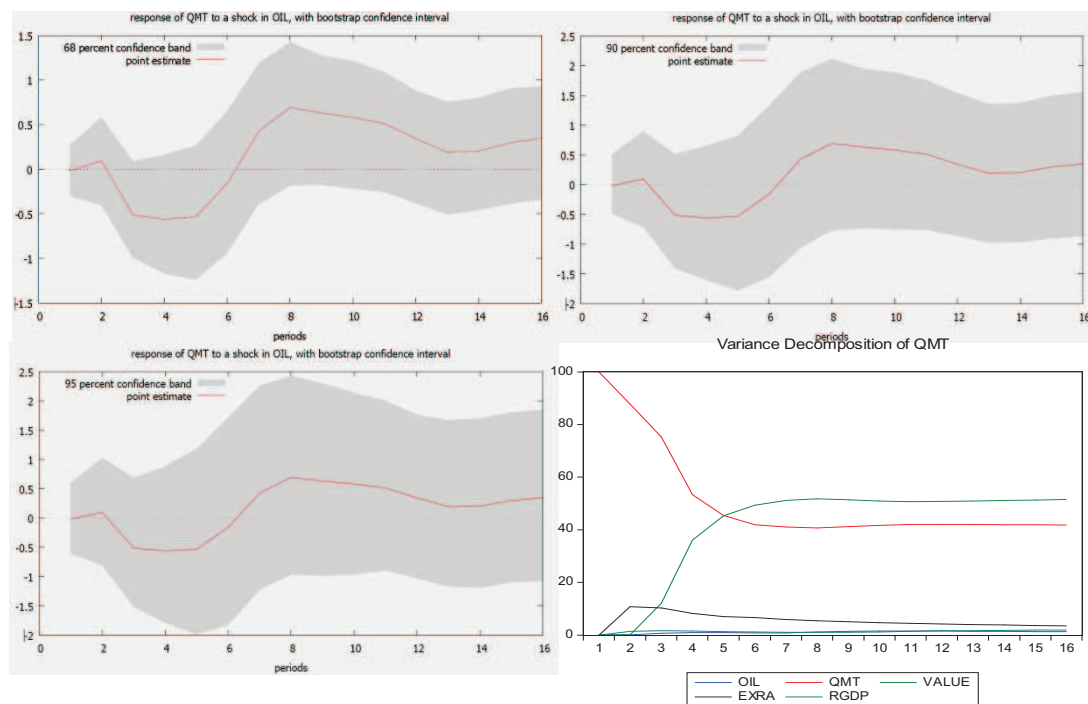 response of QMT to a shock in OIL, with bootstrap confidence interval
68 percent confidence band
point estimate
1.5
1
0.5
0
-0.5
-1
-1.5
0 2 4 6 8 10 12 14 16
periods
response of QMT to a shock in OIL, with bootstrap confidence interval
90 percent confidence band
point estimate
2.5
2
1.5
1
0.5
0
-0.5
-1
-1.5
-2
0 2 4 6 8 10 12 14 16
periods
response of QMT to a shock in OIL, with bootstrap confidence interval
95 percent confidence band
point estimate
2.5
2
1.5
1
0.5
0
-0.5
-1
-1.5
-2
0 2 4 6 8 10 12 14 16
periods
Variance Decomposition of QMT
100
80
60
40
20
0
1 2 3 4 5 6 7 8 9 10 11 12 13 14 15 16
OIL QMT VALUE
EXRA RGDP